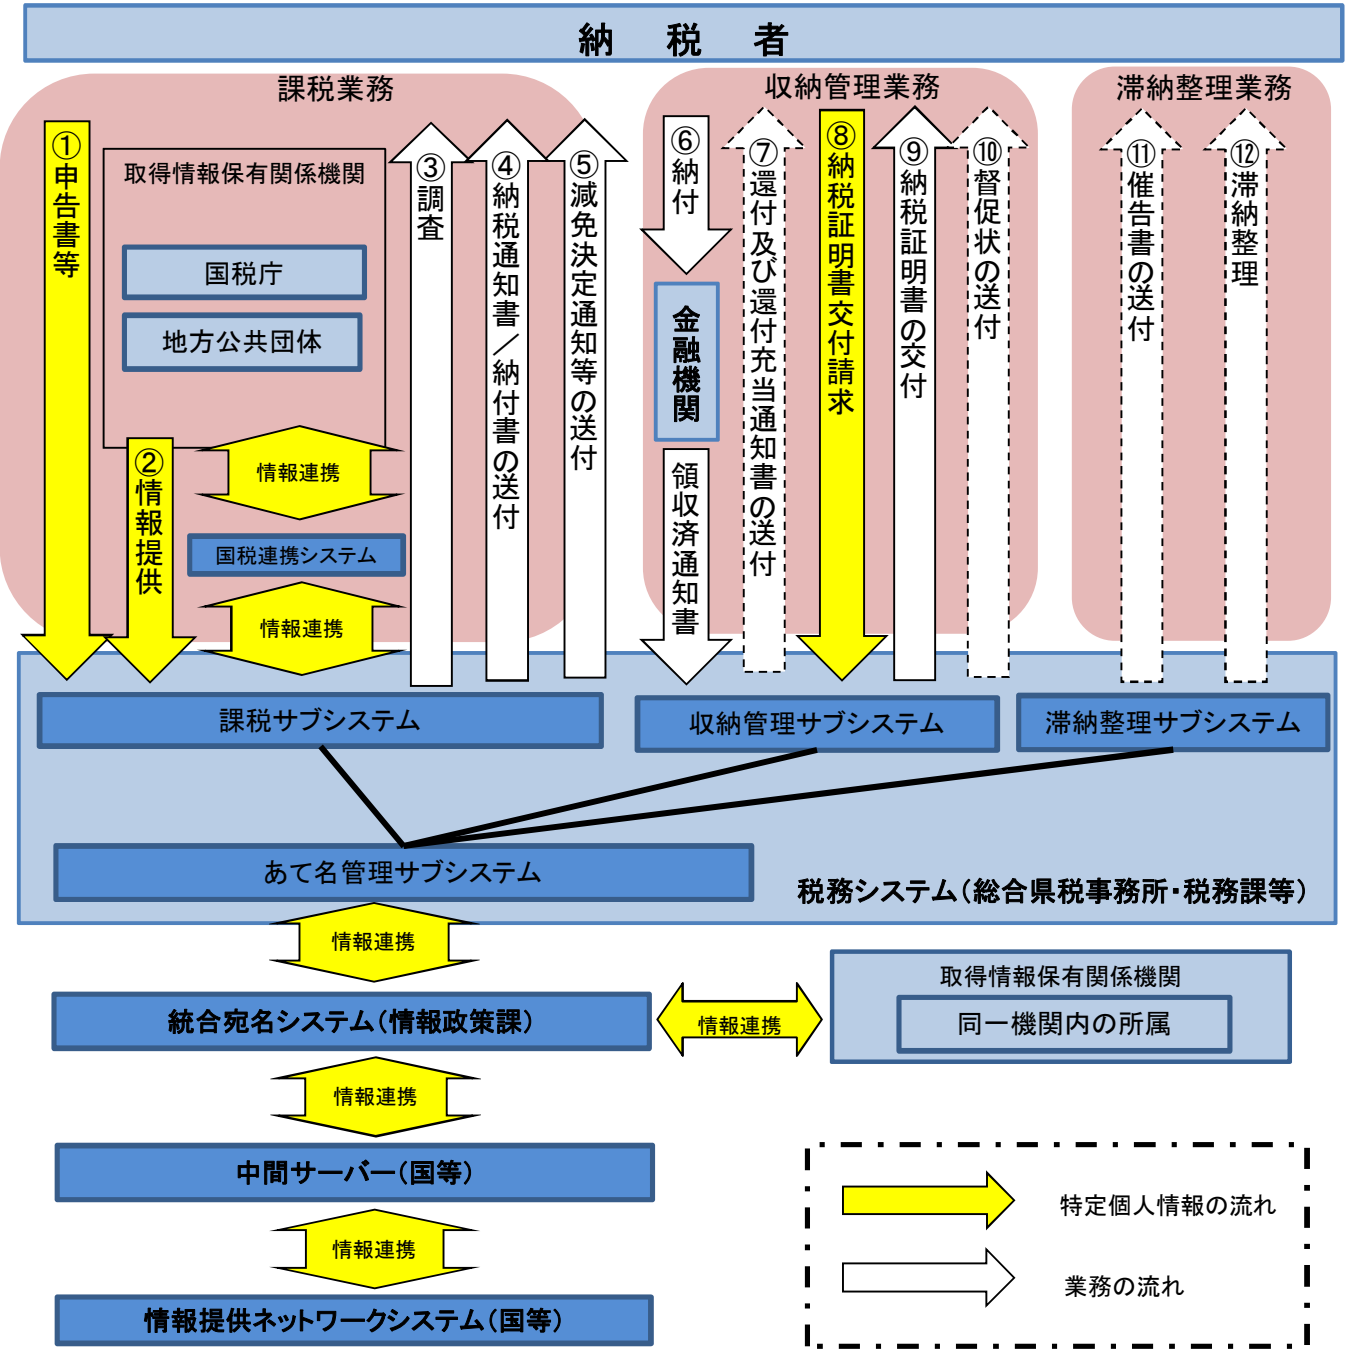 納　税　者
課税業務
収納管理業務
滞納整理業務
①申告書等
取得情報保有関係機関
国税庁
地方公共団体
②情報提供
情報連携
国税連携システム
情報連携
③調査
④納税通知書／納付書の送付
⑤減免決定通知等の送付
⑥納付
金融機関
領収済通知書
⑦還付及び還付充当通知書の送付
⑧納税証明書交付請求
⑨納税証明書の交付
⑩督促状の送付
⑪催告書の送付
⑫滞納整理
課税サブシステム
収納管理サブシステム
滞納整理サブシステム
あて名管理サブシステム
税務システム（総合県税事務所・税務課等）
情報連携
統合宛名システム（情報政策課）
情報連携
取得情報保有関係機関
同一機関内の所属
情報連携
中間サーバー（国等）
情報連携
情報提供ネットワークシステム（国等）
特定個人情報の流れ
業務の流れ